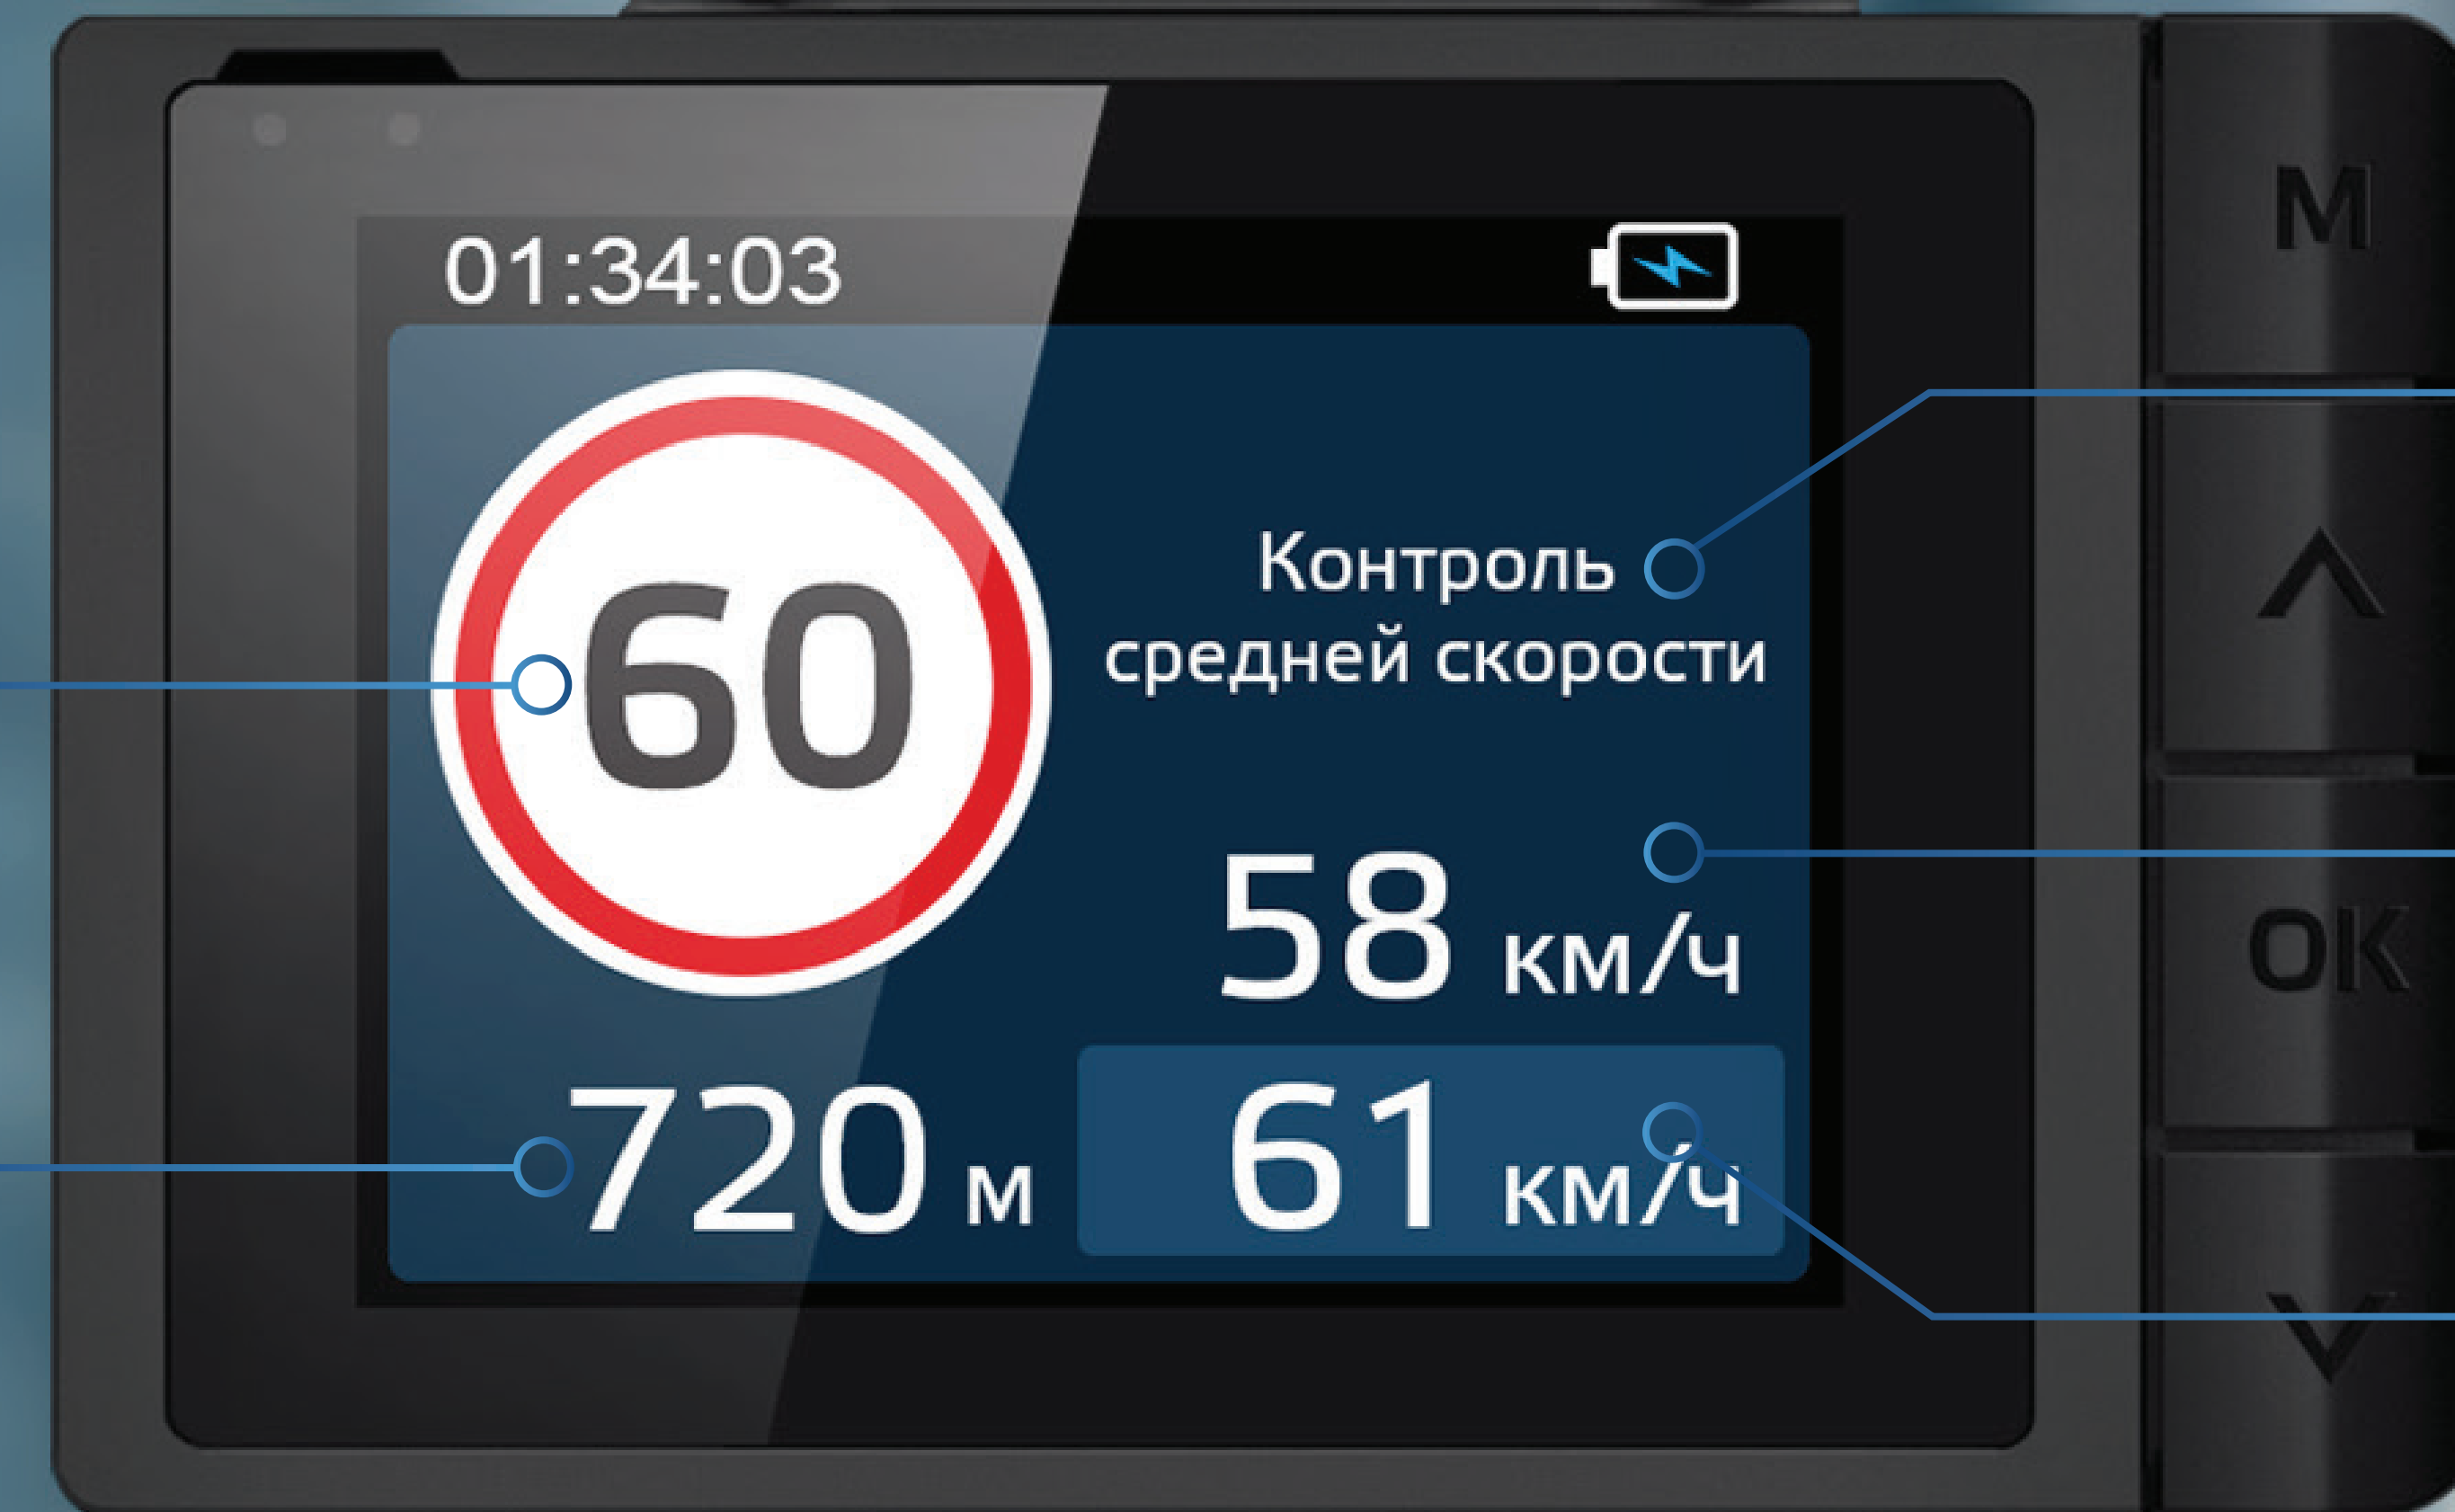 01:34:03
60
Контроль
средней скорости
58 км/ч
720 м
61 км/ч
M
OK